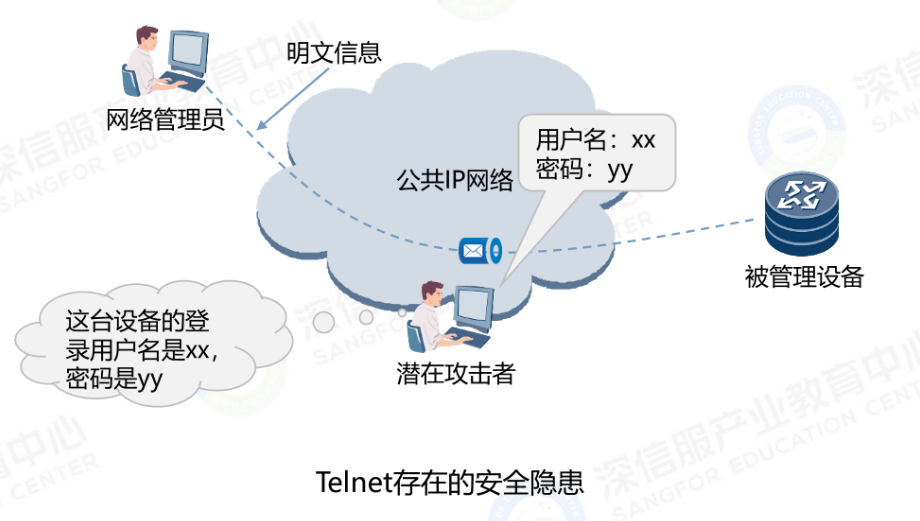 明文信息
网络管理员
用户名：xx
密码：yy
公共IP网络
被管理设备
这台设备的登
录用户名是xx，
密码是yy
潜在攻击者
Telnet存在的安全隐患
深信服产业教育中心
SANGFOR EDUCATION CENTER